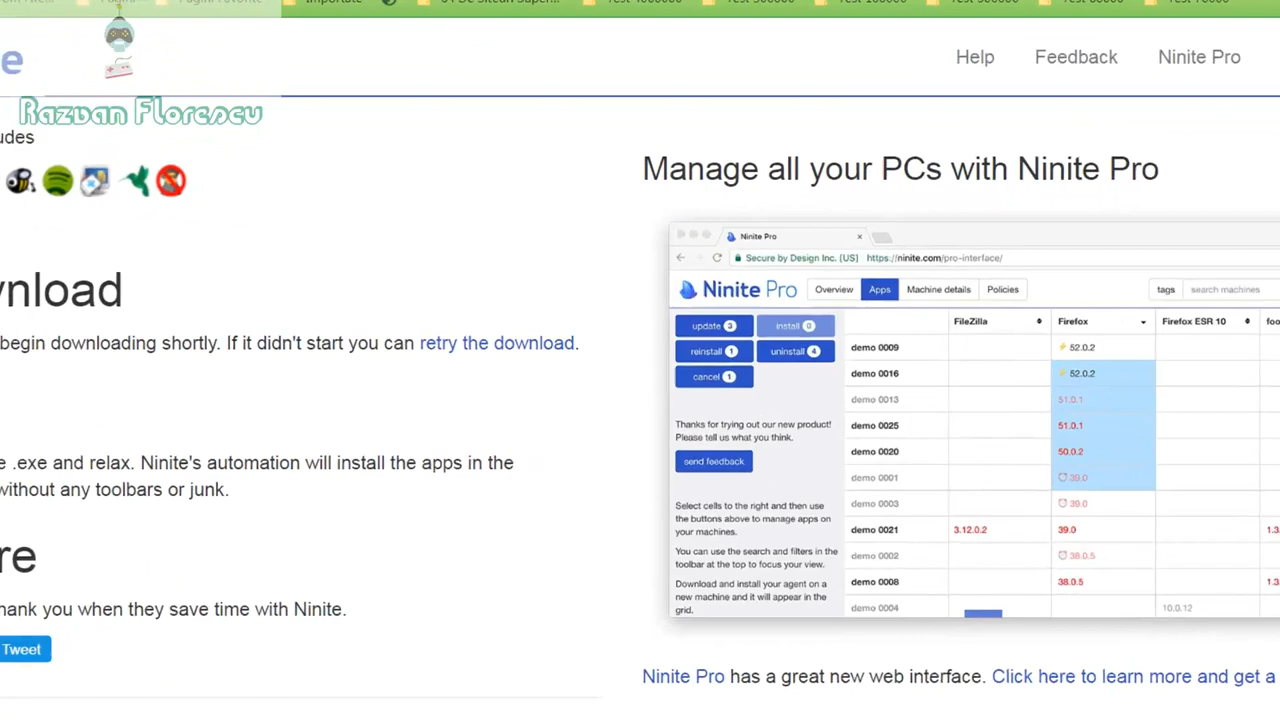 Importate
e
Help Feedback Ninite Pro
Razvan Florescu
udes
Manage all your PCs with Ninite Pro
Ninite Pro
Secure by Design Inc. [US] https://ninite.com/pro-interface/
Ninite Pro Overview Apps Machine details Policies tags search machines
update 3 install 0
reinstall 1 uninstall 4
cancel 1
Thanks for trying out our new product!
Please tell us what you think.
send feedback
Select cells to the right and then use
the buttons above to manage apps on
your machines.
You can use the search and filters in the
toolbar at the top to focus your view.
Download and install your agent on a
new machine and it will appear in the
grid.
FileZilla Firefox Firefox ESR 10 foo
demo 0009 52.0.2
demo 0016 52.0.2
demo 0013 51.0.1
demo 0025 51.0.1
demo 0020 50.0.2
demo 0001 39.0
demo 0003 39.0
demo 0021 3.12.0.2 39.0 1.3
demo 0002 38.0.5
demo 0008 38.0.5 1.3
demo 0004 10.0.12
Ninite Pro has a great new web interface. Click here to learn more and get a
wnload
begin downloading shortly. If it didn't start you can retry the download.
e .exe and relax. Ninite's automation will install the apps in the
without any toolbars or junk.
re
hank you when they save time with Ninite.
Tweet